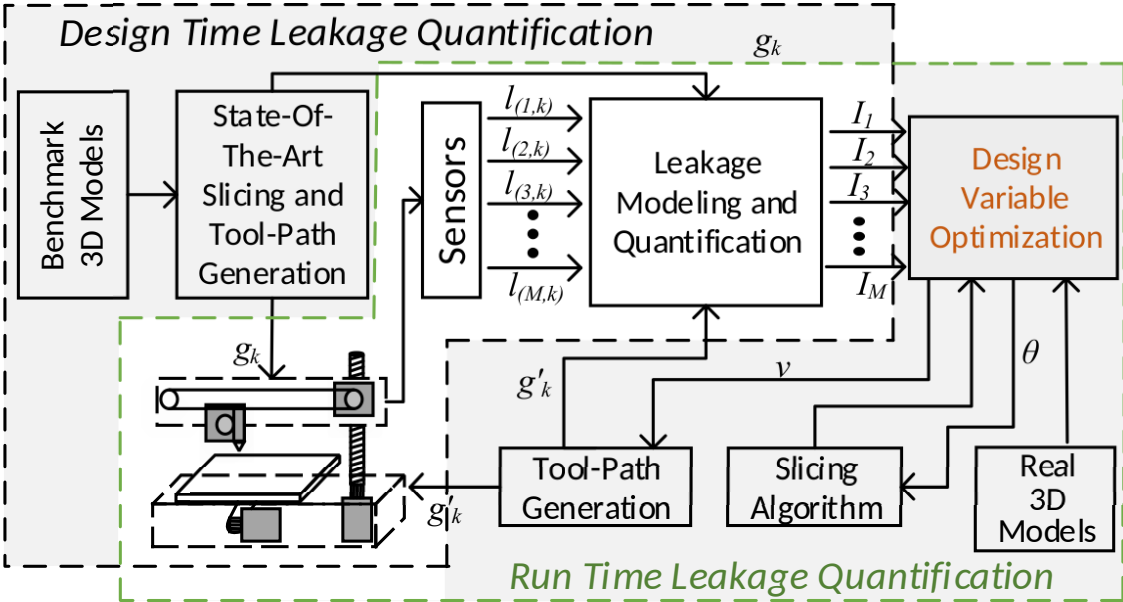 Design Time Leakage Quantification
g_k
Benchmark
3D Models
State-Of-
The-Art
Slicing and
Tool-Path
Generation
Sensors
l_(1,k)
l_(2,k)
l_(3,k)
l_(M,k)
Leakage
Modeling and
Quantification
I_1
I_2
I_3
I_M
Design
Variable
Optimization
g_k
g'_k
v
θ
Tool-Path
Generation
g'_k
Slicing
Algorithm
Real
3D
Models
Run Time Leakage Quantification